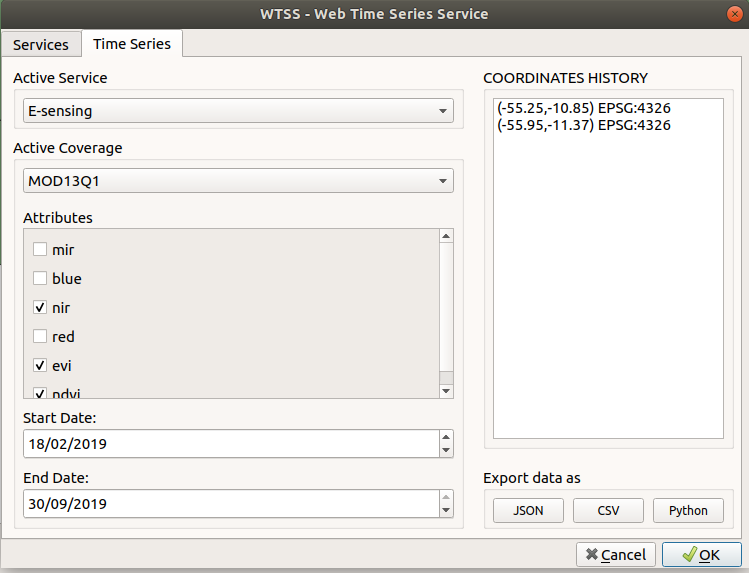 WTSS - Web Time Series Service
Services
Time Series
Active Service
E-sensing
Active Coverage
MOD13Q1
Attributes
mir
blue
nir
red
evi
ndvi
Start Date:
18/02/2019
End Date:
30/09/2019
COORDINATES HISTORY
(-55.25,-10.85) EPSG:4326
(-55.95,-11.37) EPSG:4326
Export data as
JSON
CSV
Python
Cancel
OK